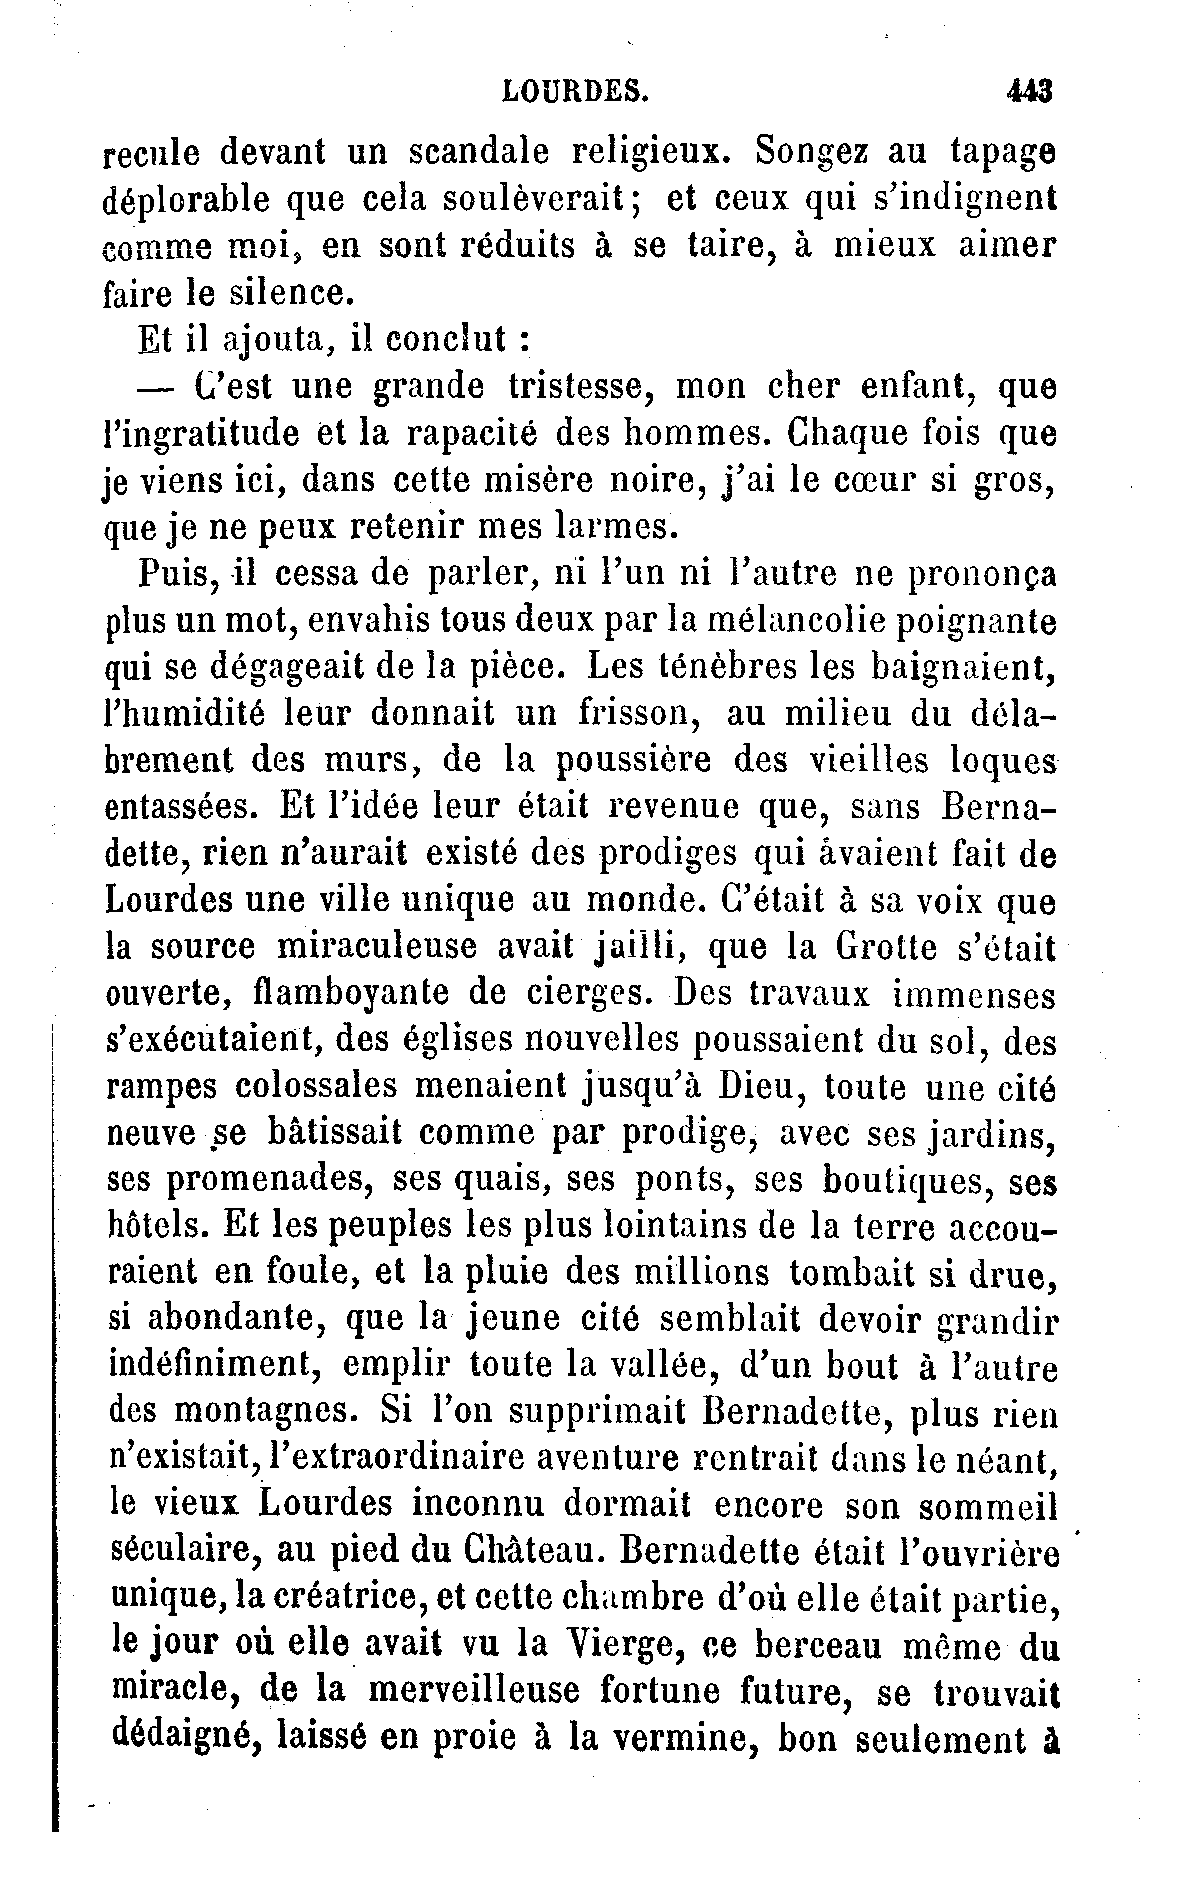 LOURDES. 443
recule devant un scandale religieux. Songez au tapage
déplorable que cela soulèverait; et ceux qui s'indignent
comme moi, en sont réduits à se taire, à mieux aimer
faire le silence.
Et il ajouta, il conclut :
— C'est une grande tristesse, mon cher enfant, que
l'ingratitude et la rapacité des hommes. Chaque fois que
je viens ici, dans cette misère noire, j'ai le cœur si gros,
que je ne peux retenir mes larmes.
Puis, il cessa de parler, ni l'un ni l'autre ne prononça
plus un mot, envahis tous deux par la mélancolie poignante
qui se dégageait de la pièce. Les ténèbres les baignaient,
l'humidité leur donnait un frisson, au milieu du déla-
brement des murs, de la poussière des vieilles loques
entassées. Et l'idée leur était revenue que, sans Berna-
dette, rien n'aurait existé des prodiges qui avaient fait de
Lourdes une ville unique au monde. C'était à sa voix que
la source miraculeuse avait jailli, que la Grotte s'était
ouverte, flamboyante de cierges. Des travaux immenses
s'exécutaient, des églises nouvelles poussaient du sol, des
rampes colossales menaient jusqu'à Dieu, toute une cité
neuve se bâtissait comme par prodige, avec ses jardins,
ses promenades, ses quais, ses ponts, ses boutiques, ses
hôtels. Et les peuples les plus lointains de la terre accou-
raient en foule, et la pluie des millions tombait si drue,
si abondante, que la jeune cité semblait devoir grandir
indéfiniment, emplir toute la vallée, d'un bout à l'autre
des montagnes. Si l'on supprimait Bernadette, plus rien
n'existait, l'extraordinaire aventure rentrait dans le néant,
le vieux Lourdes inconnu dormait encore son sommeil
séculaire, au pied du Château. Bernadette était l'ouvrière
unique, la créatrice, et cette chambre d'où elle était partie,
le jour où elle avait vu la Vierge, ce berceau même du
miracle, de la merveilleuse fortune future, se trouvait
dédaigné, laissé en proie à la vermine, bon seulement à